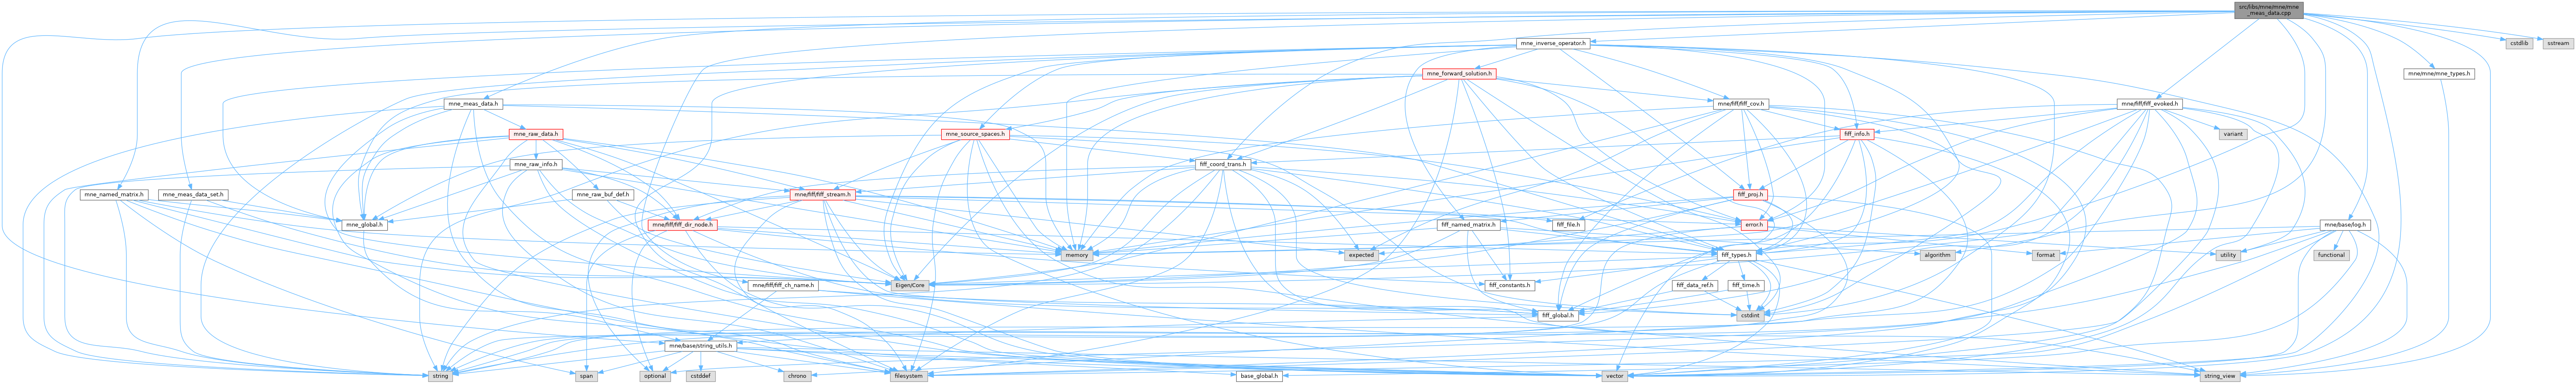 src/libs/mne/mne/mne
_meas_data.cpp
mne_inverse_operator.h
cstdlib
sstream
mne_forward_solution.h
mne/mne/mne_types.h
mne_meas_data.h
mne/fiff/fiff_cov.h
mne/fiff/fiff_evoked.h
mne_raw_data.h
mne_source_spaces.h
fiff_info.h
variant
mne_raw_info.h
fiff_coord_trans.h
mne_named_matrix.h
mne_meas_data_set.h
mne_raw_buf_def.h
mne/fiff/fiff_stream.h
fiff_proj.h
mne_global.h
mne/fiff/fiff_dir_node.h
fiff_file.h
fiff_named_matrix.h
error.h
mne/base/log.h
memory
expected
fiff_types.h
algorithm
format
utility
functional
Eigen/Core
mne/fiff/fiff_ch_name.h
fiff_constants.h
fiff_data_ref.h
fiff_time.h
fiff_global.h
cstdint
mne/base/string_utils.h
string
span
optional
cstddef
chrono
filesystem
base_global.h
vector
string_view